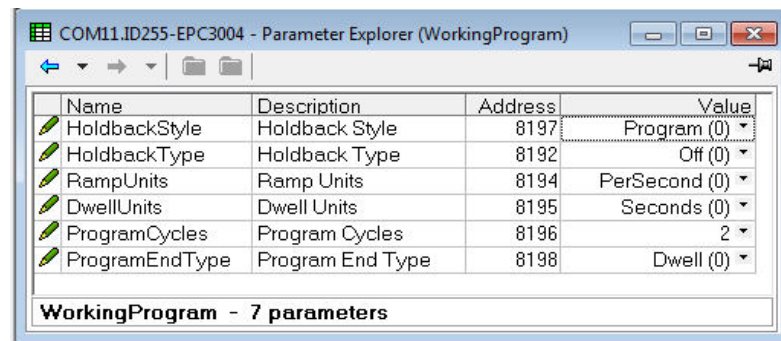 COM11.ID255-EPC3004 - Parameter Explorer (WorkingProgram)
Name Description Address Value
HoldbackStyle Holdback Style 8197 Program (0)
HoldbackType Holdback Type 8192 Off (0)
RampUnits Ramp Units 8194 PerSecond (0)
DwellUnits Dwell Units 8195 Seconds (0)
ProgramCycles Program Cycles 8196 2
ProgramEndType Program End Type 8198 Dwell (0)
WorkingProgram - 7 parameters